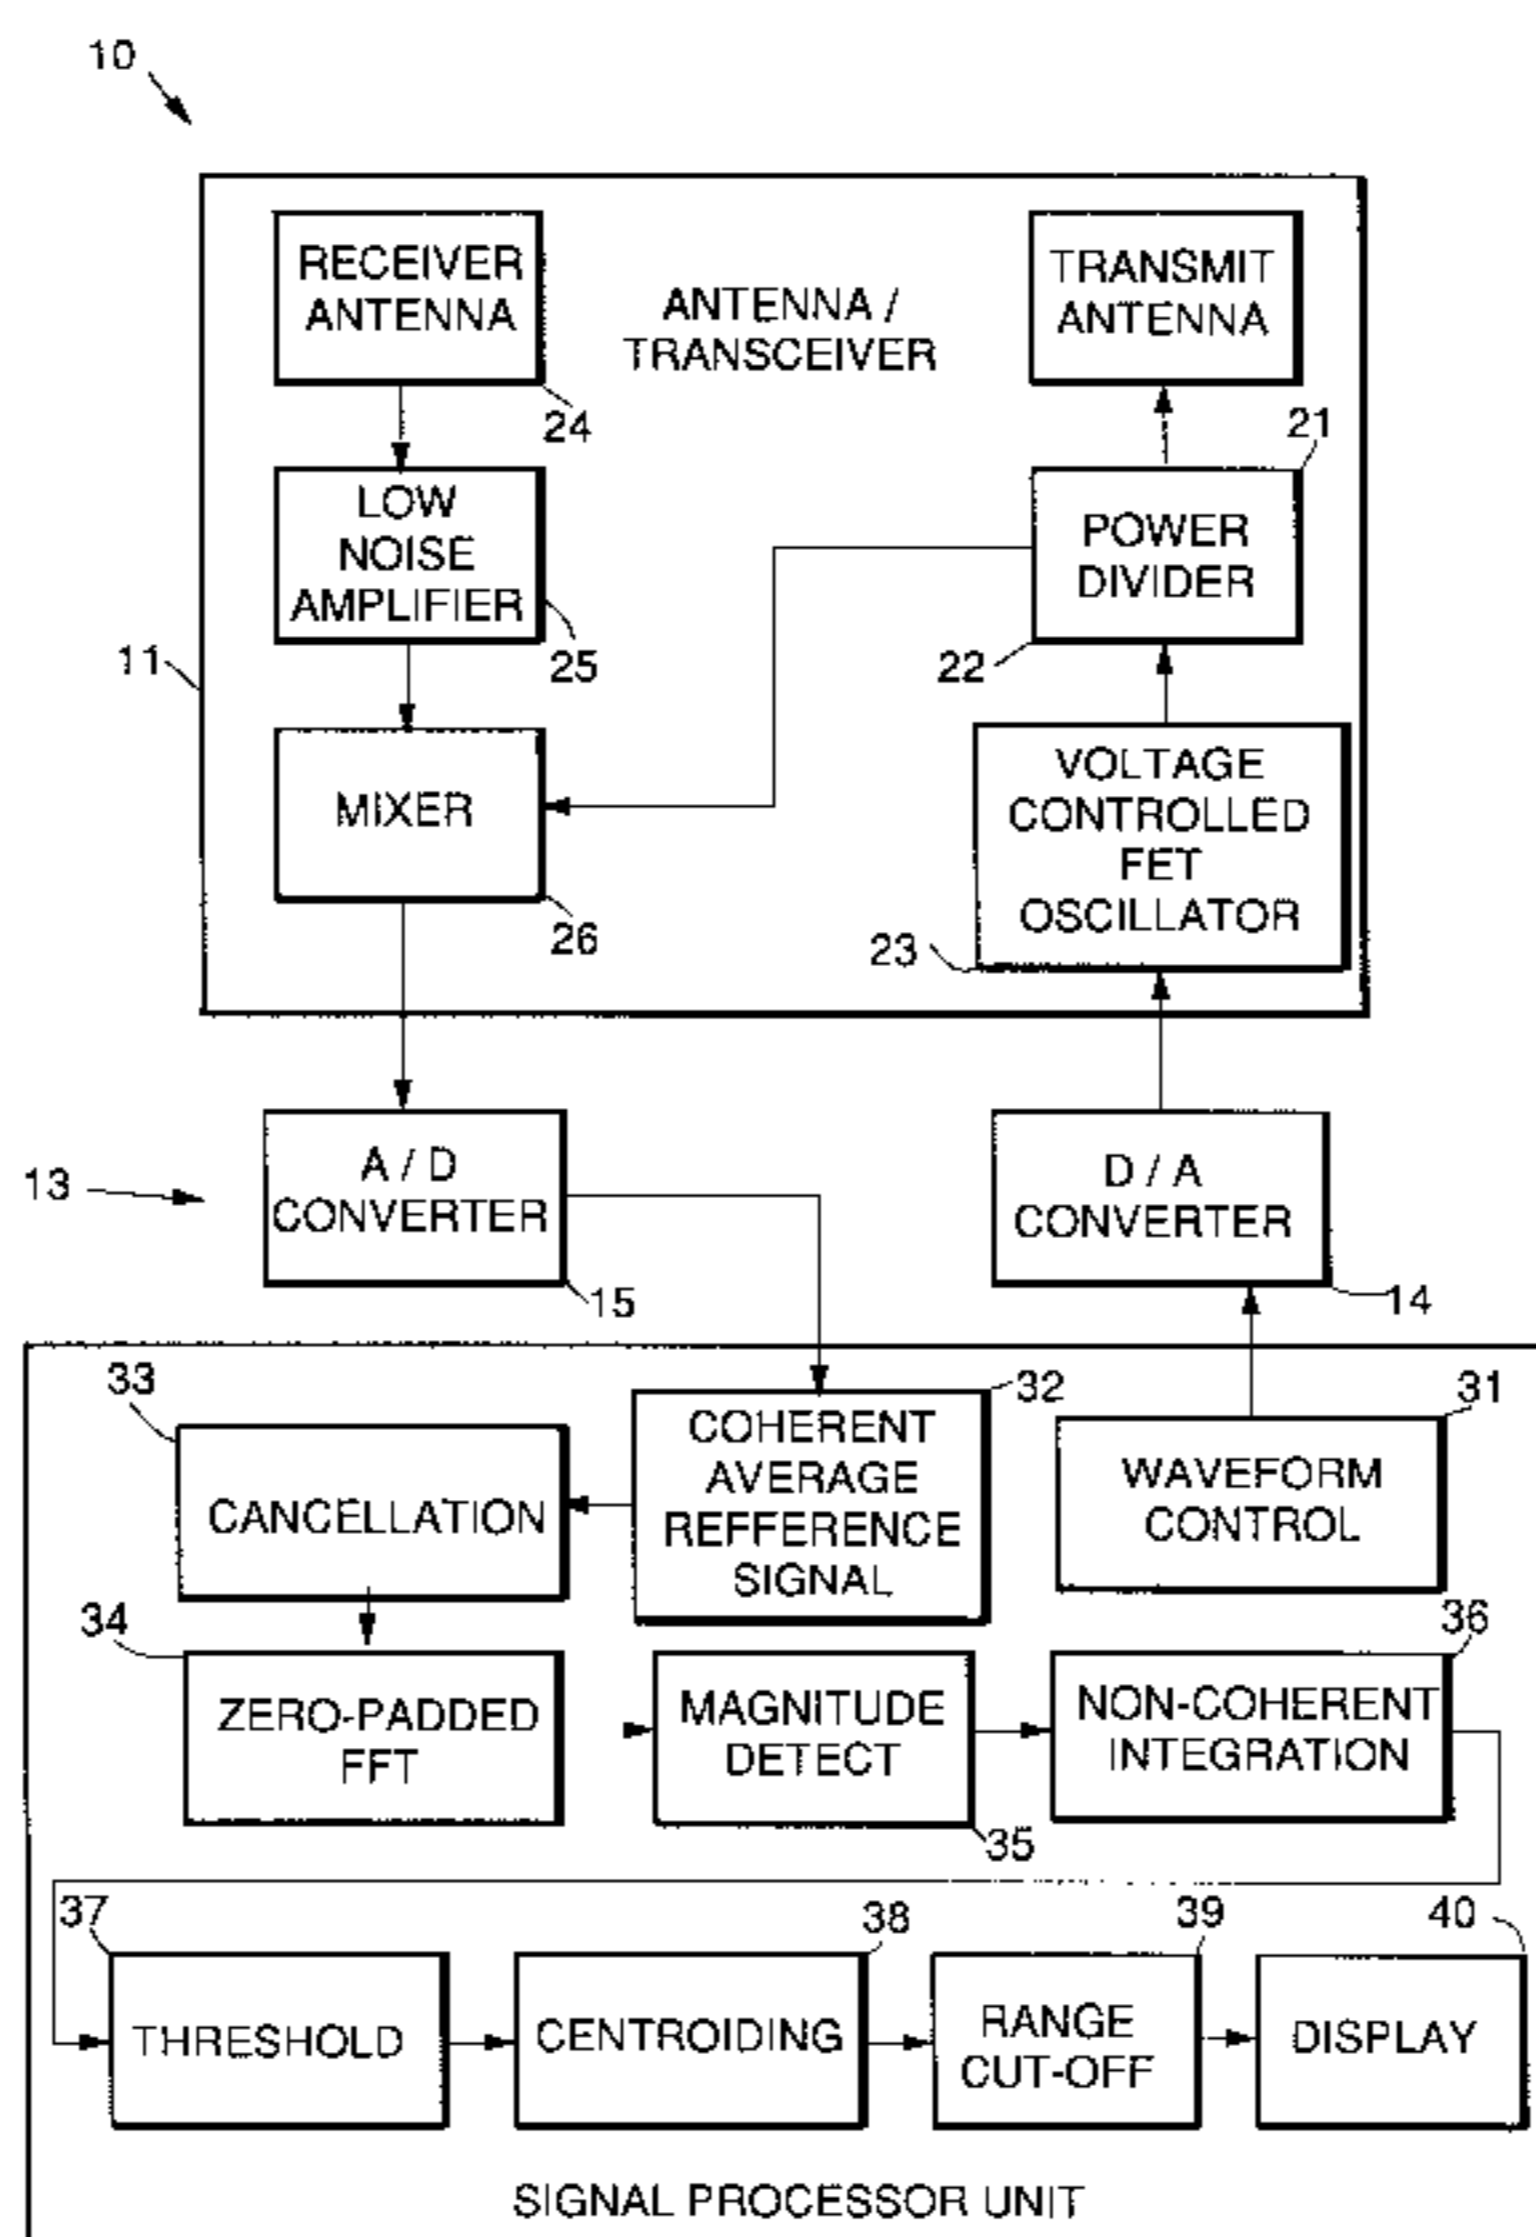 10
RECEIVER
ANTENNA
ANTENNA /
TRANSCEIVER
TRANSMIT
ANTENNA
24
21
LOW
NOISE
AMPLIFIER
POWER
DIVIDER
11
25
22
MIXER
VOLTAGE
CONTROLLED
FET
OSCILLATOR
26
23
13
A / D
CONVERTER
D / A
CONVERTER
15
14
33
32
31
CANCELLATION
COHERENT
AVERAGE
REFFERENCE
SIGNAL
WAVEFORM
CONTROL
34
36
ZERO-PADDED
FFT
MAGNITUDE
DETECT
NON-COHERENT
INTEGRATION
35
37
38
39
40
THRESHOLD
CENTROIDING
RANGE
CUT-OFF
DISPLAY
SIGNAL PROCESSOR UNIT